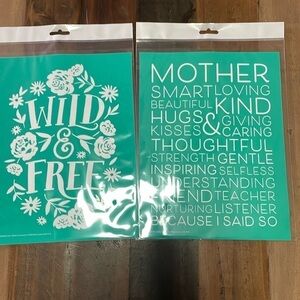 WILD
&
FREE
MOTHER
SMART LOVING
BEAUTIFUL KIND
HUGS & GIVING
KISSES CARING
THOUGHTFUL
STRENGTH GENTLE
INSPIRING SELFLESS
UNDERSTANDING
FRIEND TEACHER
NURTURING LISTENER
BECAUSE I SAID SO